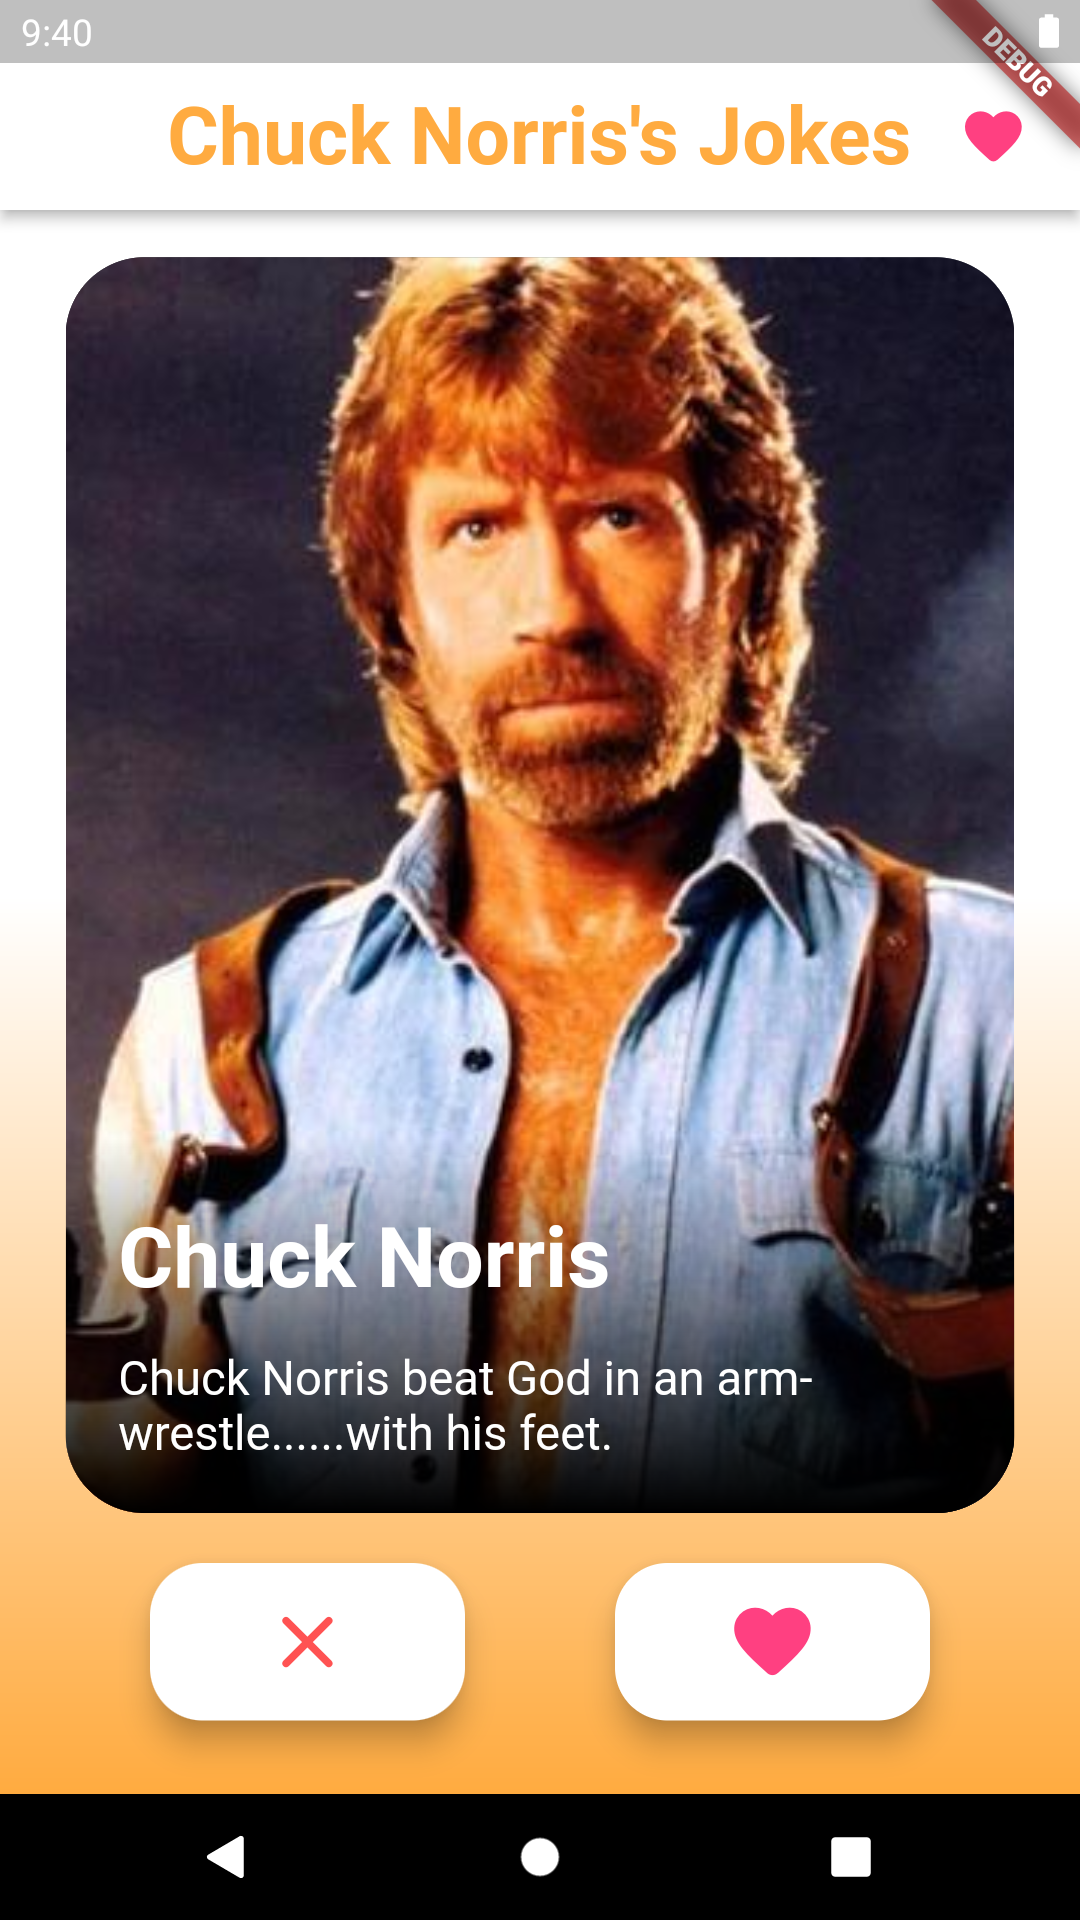 9:40
DEBUG
Chuck Norris's Jokes
Chuck Norris
Chuck Norris beat God in an arm-
wrestle......with his feet.